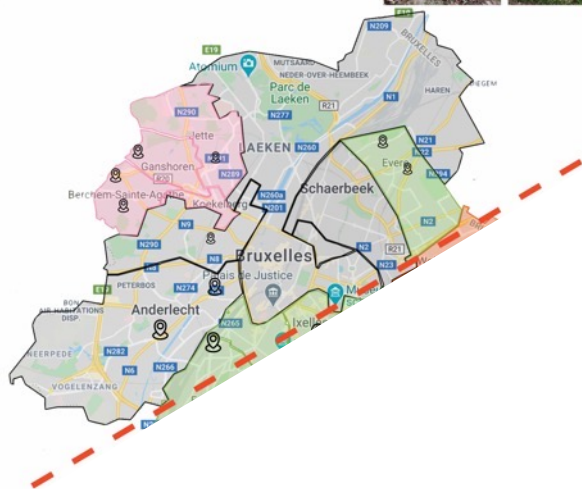 N209
E19
BRUXELLES
Atomium
MUTSAARD
NEDER-OVER-HEEMBEEK
HAREN
Parc de
Laeken
R21
N1
N290
N277
Jette
N21
N22
LAEKEN
N260
Ganshoren
R20
N289
Evere
N294
Berchem-Sainte-Agathe
N260a
Schaerbeek
Koekelberg
N201
N9
N2
N290
N8
R21
N2
Bruxelles
N23
Palais de Justice
PETERBOS
N274
Anderlecht
N265
NEERPEDE
N282
N266
N6
VOGELENZANG